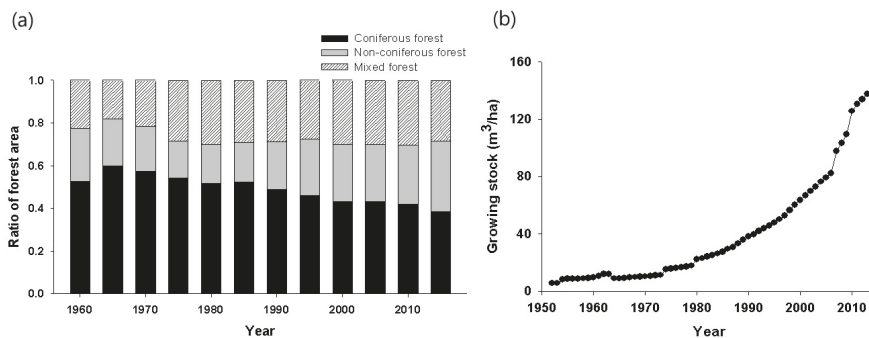 (a)
Coniferous forest
Non-coniferous forest
Mixed forest
Ratio of forest area
1.0
0.8
0.6
0.4
0.2
0.0
1960 1970 1980 1990 2000 2010
Year
(b)
Growing stock (m³/ha)
160
120
80
40
0
1950 1960 1970 1980 1990 2000 2010
Year